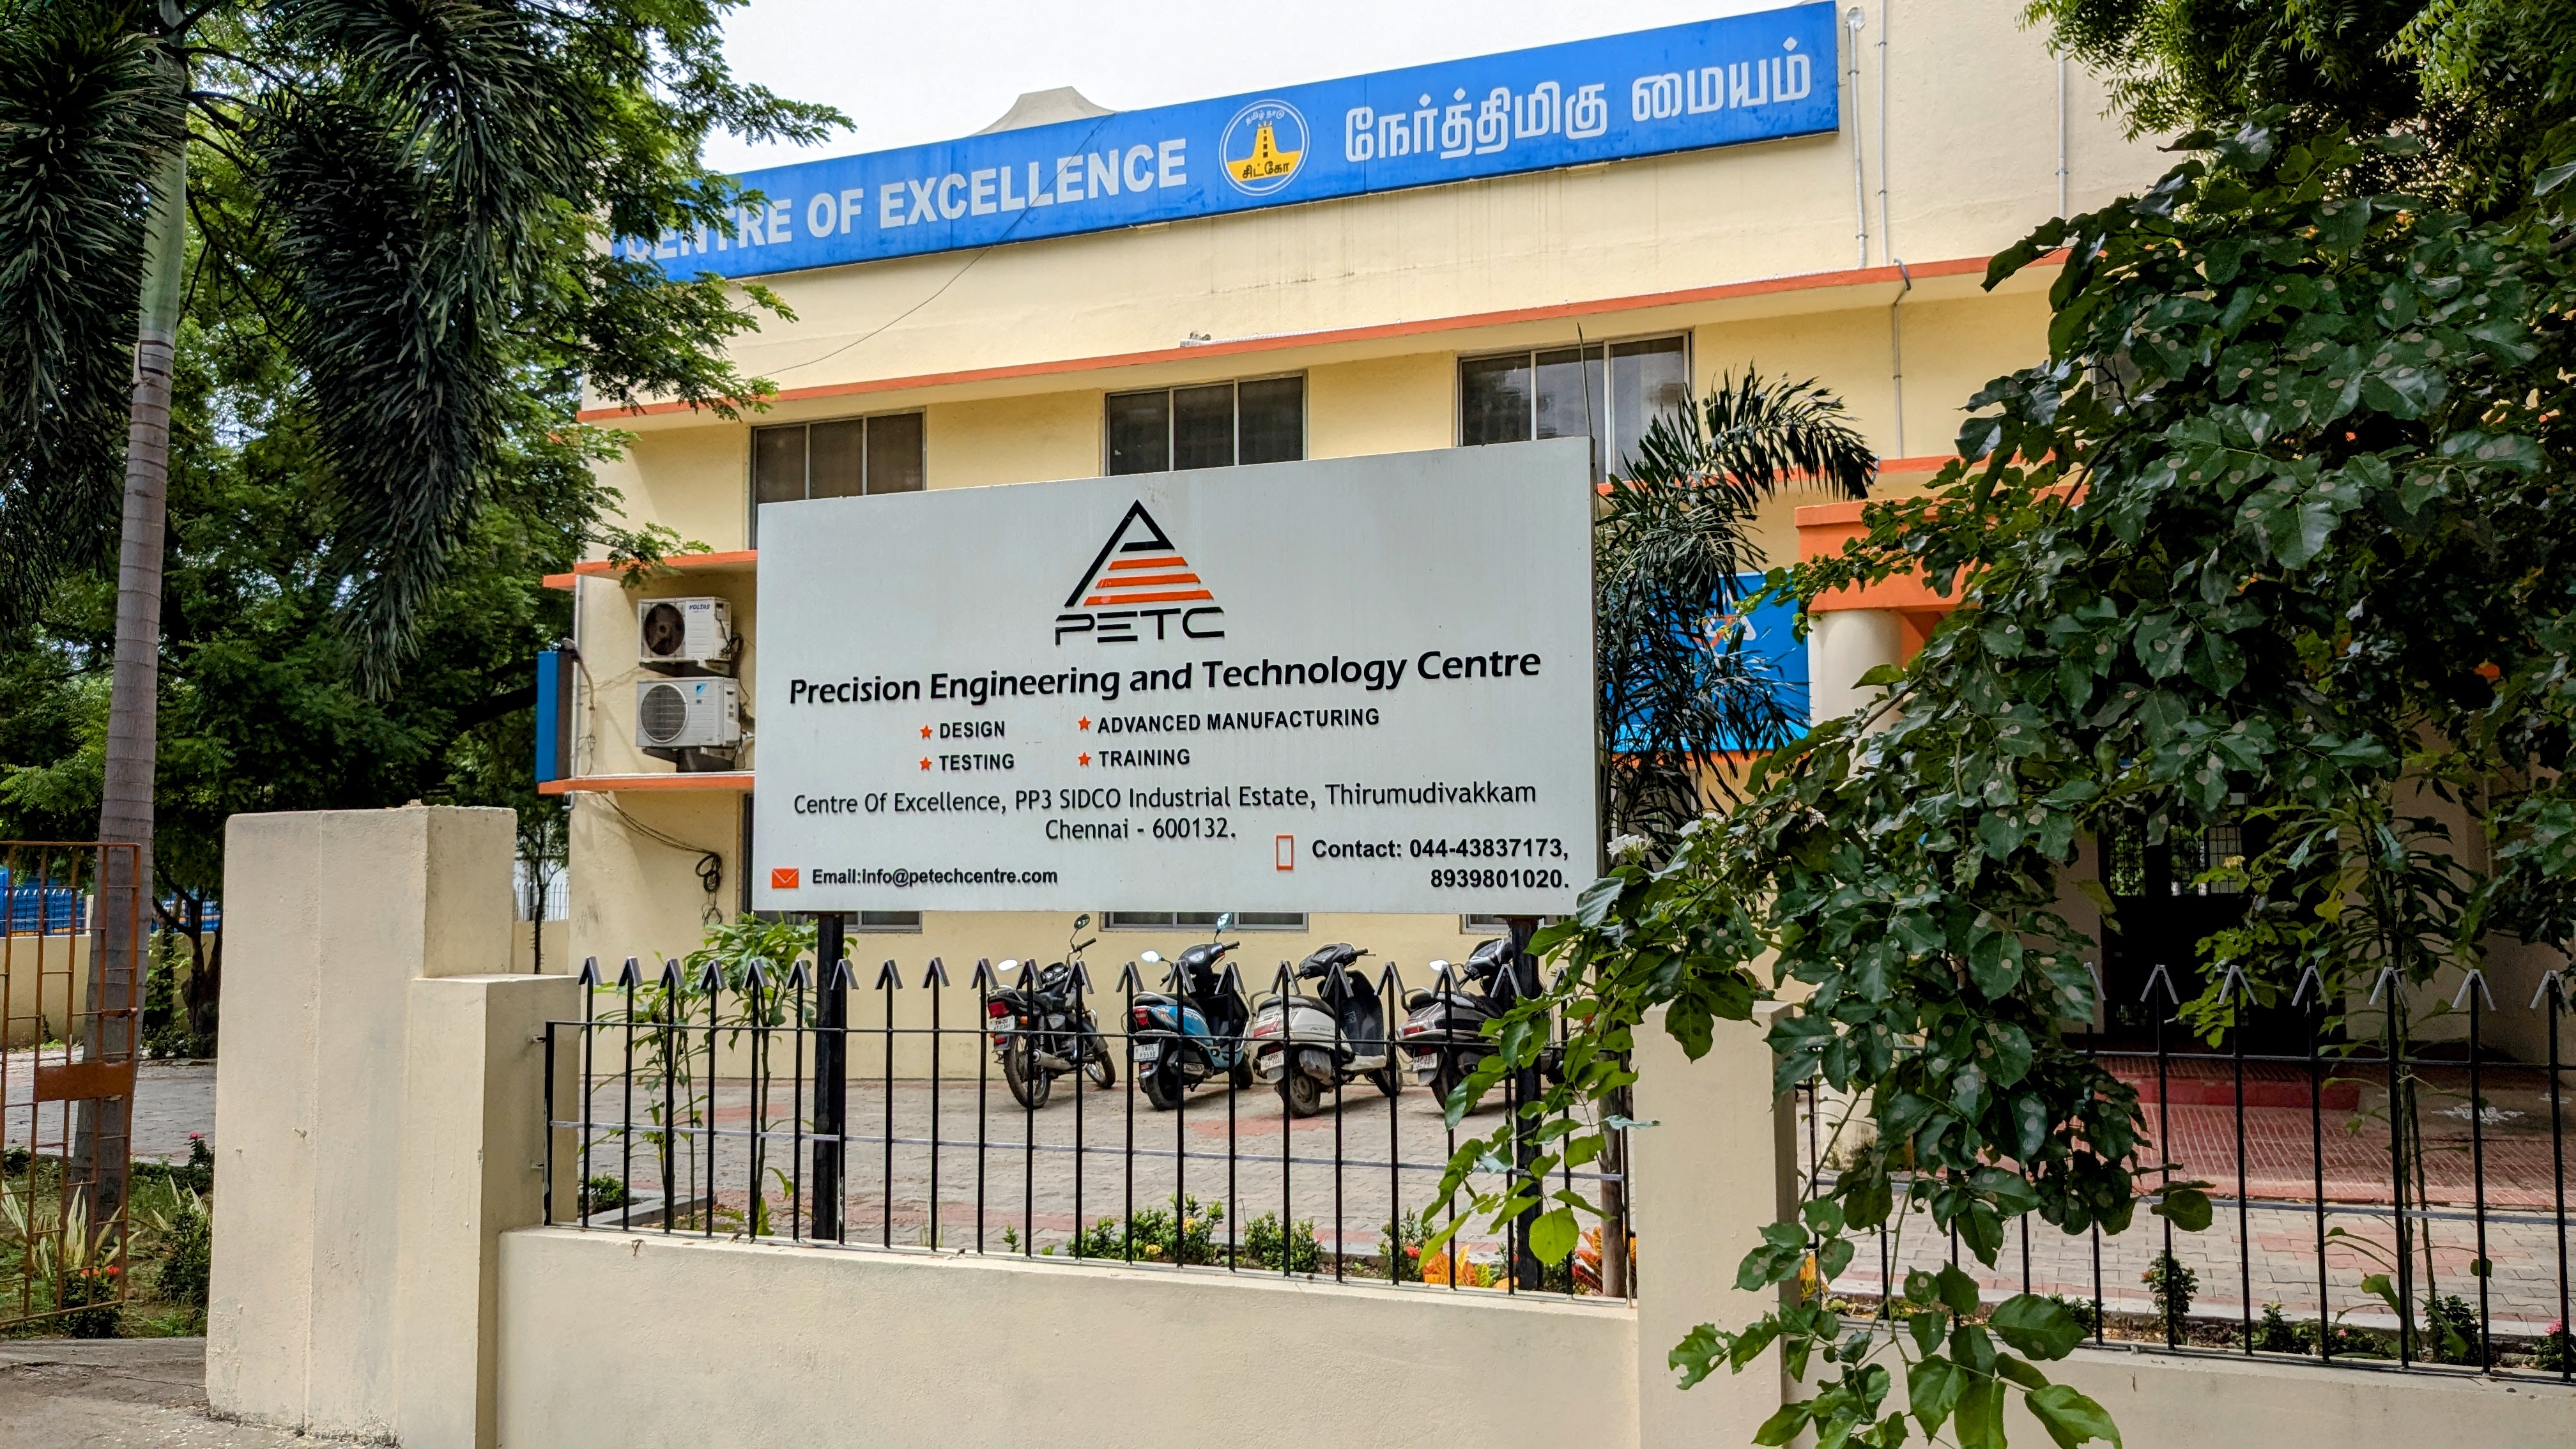 CENTRE OF EXCELLENCE
தமிழ் நாடு
சிட்கோ
நேர்த்திமிகு மையம்
VOLTAS
PETC
Precision Engineering and Technology Centre
DESIGN
ADVANCED MANUFACTURING
TESTING
TRAINING
Centre Of Excellence, PP3 SIDCO Industrial Estate, Thirumudivakkam
Chennai - 600132.
Contact: 044-43837173,
8939801020.
Email:Info@petechcentre.com